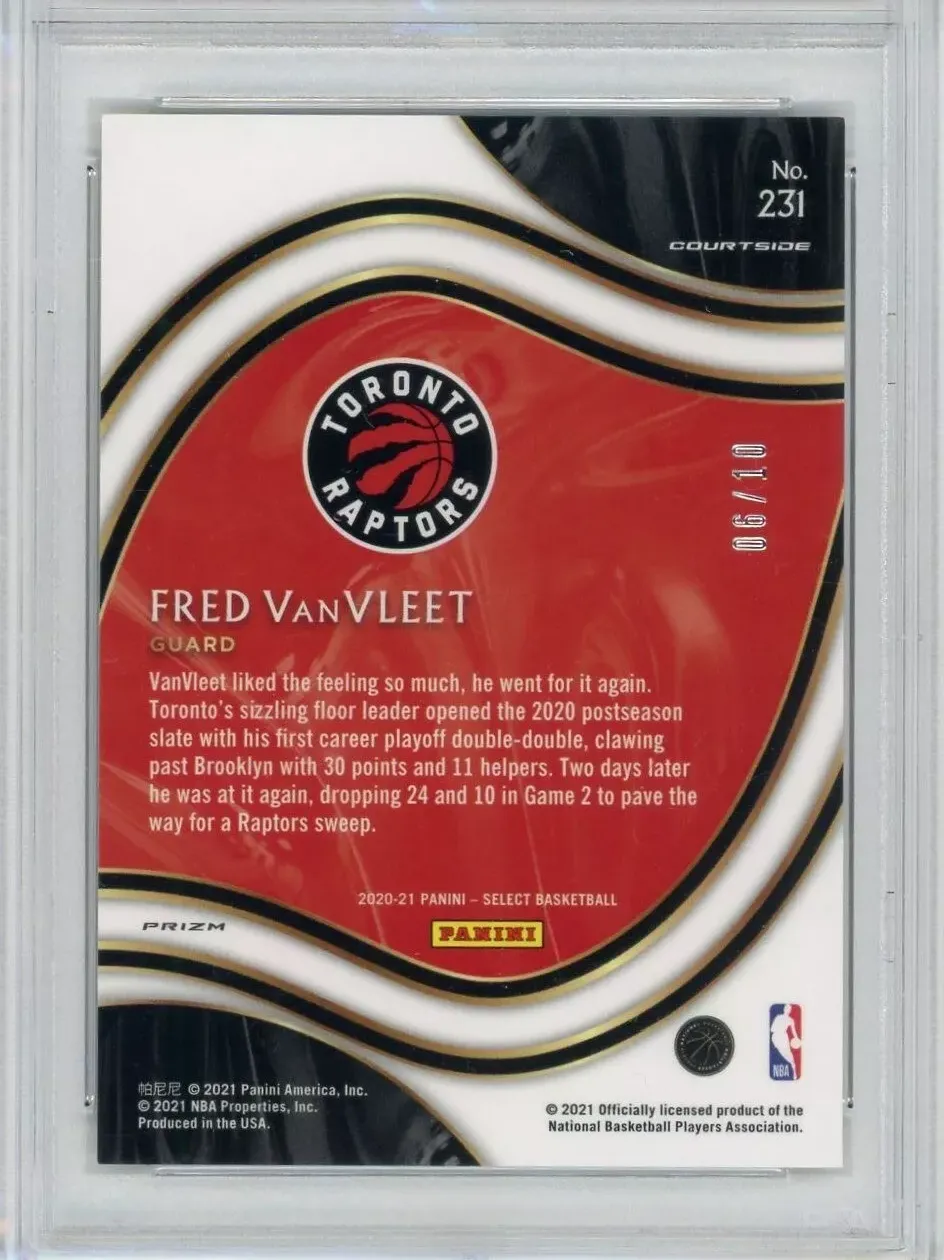 No.
231
COURTSIDE
TORONTO
RAPTORS
06/10
FRED VANVLEET
GUARD
VanVleet liked the feeling so much, he went for it again.
Toronto's sizzling floor leader opened the 2020 postseason
slate with his first career playoff double-double, clawing
past Brooklyn with 30 points and 11 helpers. Two days later
he was at it again, dropping 24 and 10 in Game 2 to pave the
way for a Raptors sweep.
2020-21 PANINI – SELECT BASKETBALL
PANINI
PRIZM
NBA
帕尼尼 © 2021 Panini America, Inc.
© 2021 NBA Properties, Inc.
Produced in the USA.
© 2021 Officially licensed product of the
National Basketball Players Association.